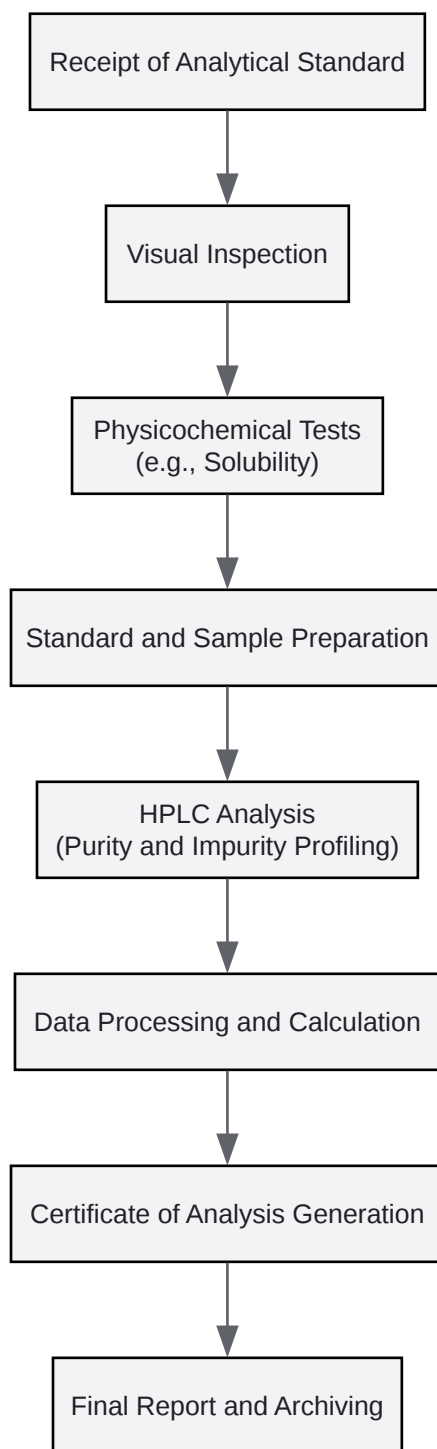 Receipt of Analytical Standard
Visual Inspection
Physicochemical Tests
(e.g., Solubility)
Standard and Sample Preparation
HPLC Analysis
(Purity and Impurity Profiling)
Data Processing and Calculation
Certificate of Analysis Generation
Final Report and Archiving